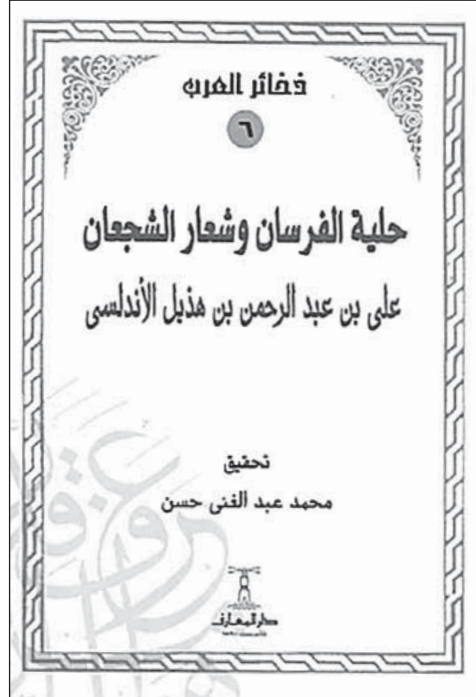 ذخائر العرب
٦
حلية الفرسان وشعار الشجعان
على بن عبد الرحمن بن هذيل الأندلسى
تحقيق
محمد عبد الغنى حسن
دار المعارف